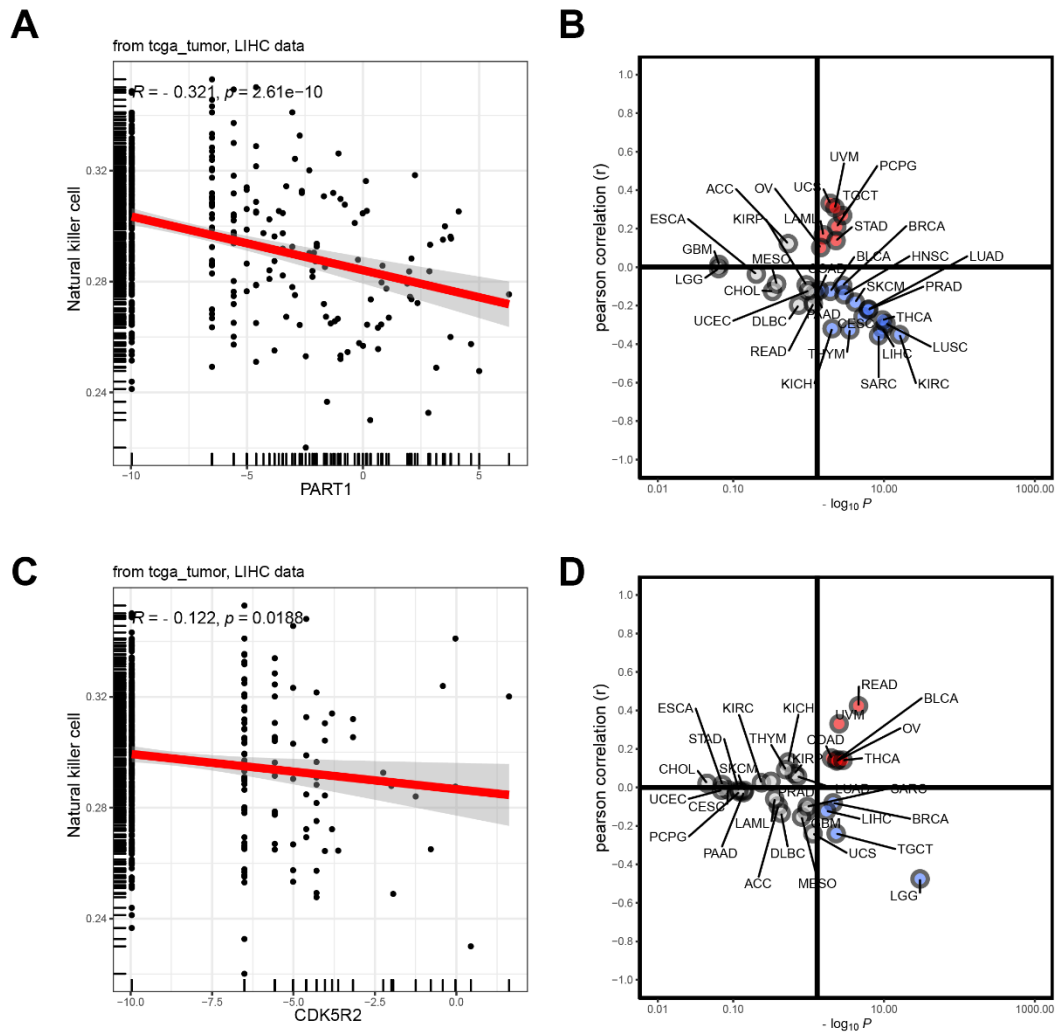 A
from tcga_tumor, LIHC data
R = - 0.321, p = 2.61e−10
Natural killer cell
0.32
0.28
0.24
−10
−5
0
5
PART1
B
pearson correlation (r)
1.0
0.8
0.6
0.4
0.2
0.0
−0.2
−0.4
−0.6
−0.8
−1.0
UVM
PCPG
UCS
TGCT
ACC
OV
LAML
STAD
BRCA
ESCA
KIRP
GBM
MESO
COAD
BLCA
HNSC
LUAD
LGG
CHOL
SKCM
PRAD
UCEC
DLBC
PAAD
CESC
THCA
READ
THYM
LIHC
LUSC
KICH
SARC
KIRC
0.01
0.10
10.00
1000.00
- log10 P
C
from tcga_tumor, LIHC data
R = - 0.122, p = 0.0188
Natural killer cell
0.32
0.28
0.24
−10.0
−7.5
−5.0
−2.5
0.0
CDK5R2
D
pearson correlation (r)
1.0
0.8
0.6
0.4
0.2
0.0
−0.2
−0.4
−0.6
−0.8
−1.0
READ
BLCA
ESCA
KIRC
KICH
UVM
OV
STAD
THYM
COAD
CHOL
SKCM
KIRP
THCA
UCEC
CESC
PRAD
LUAD
SARC
PCPG
LAML
GBM
LIHC
BRCA
PAAD
DLBC
UCS
TGCT
ACC
MESO
LGG
0.01
0.10
10.00
1000.00
- log10 P